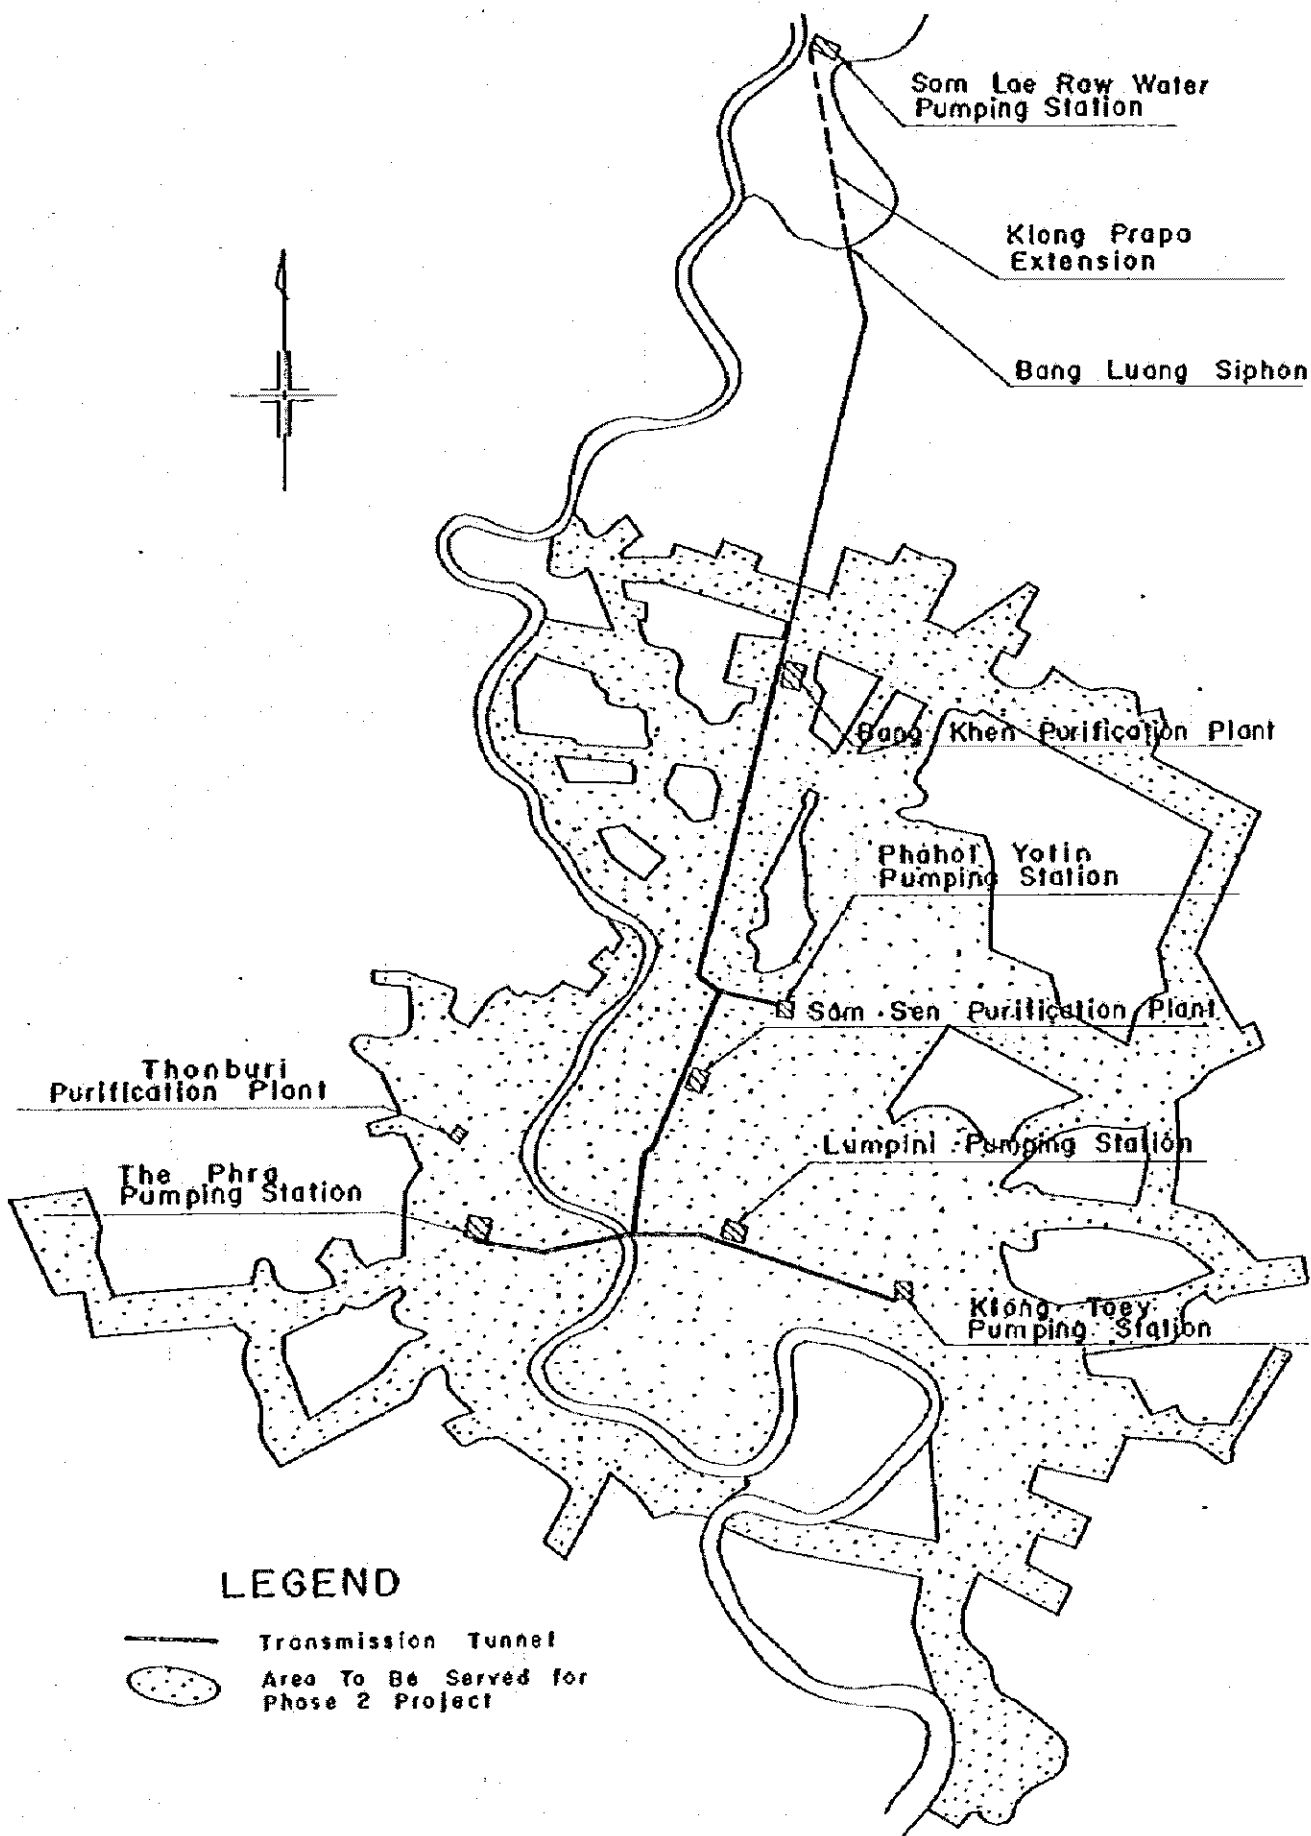 Sam Lae Raw Water
Pumping Station
Klong Prapa
Extension
Bang Luang Siphon
Bang Khen Purification Plant
Phahol Yotin
Pumping Station
Sam Sen Purification Plant
Thonburi
Purification Plant
Lumpini Pumping Station
The Phra
Pumping Station
Klong Toey
Pumping Station
LEGEND
Transmission Tunnel
Area To Be Served for
Phase 2 Project